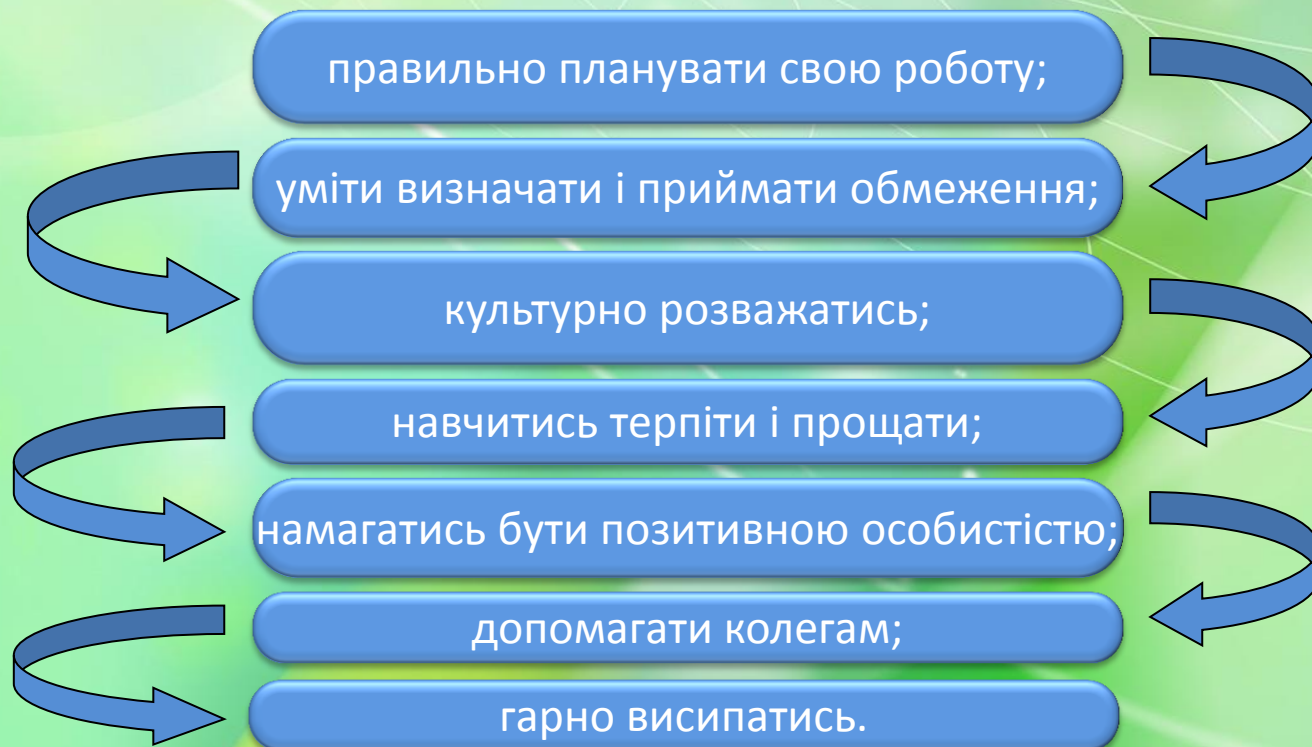 правильно планувати свою роботу;
уміти визначати і приймати обмеження;
культурно розважатись;
навчитись терпіти і прощати;
намагатись бути позитивною особистістю;
допомагати колегам;
гарно висипатись.